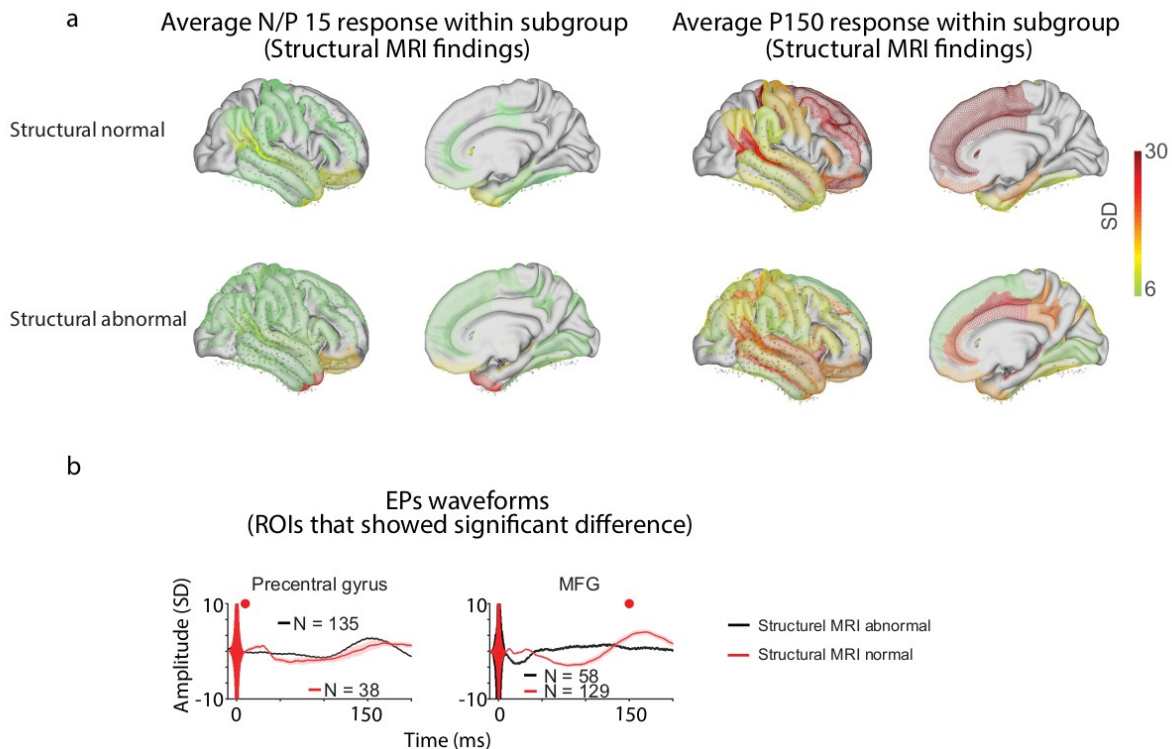 a
Average N/P 15 response within subgroup
(Structural MRI findings)
Average P150 response within subgroup
(Structural MRI findings)
Structural normal
30
SD
6
Structural abnormal
b
EPs waveforms
(ROIs that showed significant difference)
Precentral gyrus
MFG
10
10
Amplitude (SD)
N = 135
N = 38
N = 58
N = 129
-10
-10
0
150
0
150
Time (ms)
Structurel MRI abnormal
Structural MRI normal